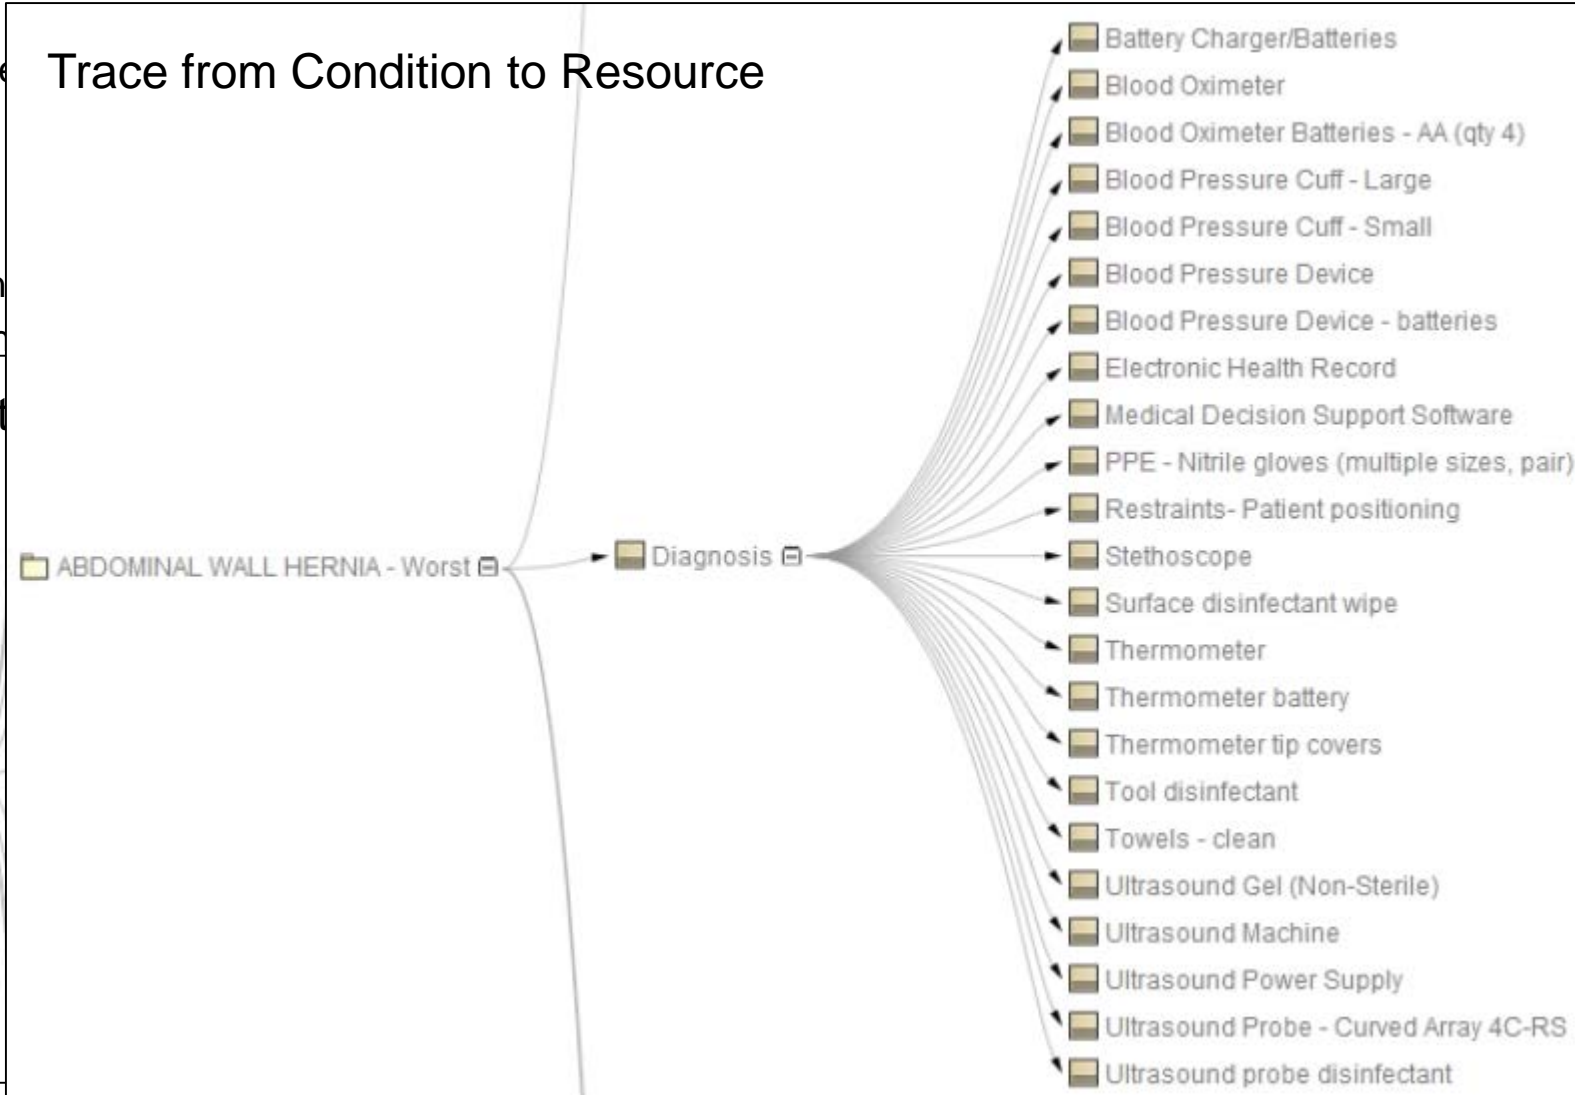 Trace from Condition to Resource
Battery Charger/Batteries
Blood Oximeter
Blood Oximeter Batteries - AA (qty 4)
Blood Pressure Cuff - Large
Blood Pressure Cuff - Small
Blood Pressure Device
Blood Pressure Device - batteries
Electronic Health Record
Medical Decision Support Software
PPE - Nitrile gloves (multiple sizes, pair)
Restraints- Patient positioning
ABDOMINAL WALL HERNIA - Worst
Diagnosis
Stethoscope
Surface disinfectant wipe
Thermometer
Thermometer battery
Thermometer tip covers
Tool disinfectant
Towels - clean
Ultrasound Gel (Non-Sterile)
Ultrasound Machine
Ultrasound Power Supply
Ultrasound Probe - Curved Array 4C-RS
Ultrasound probe disinfectant